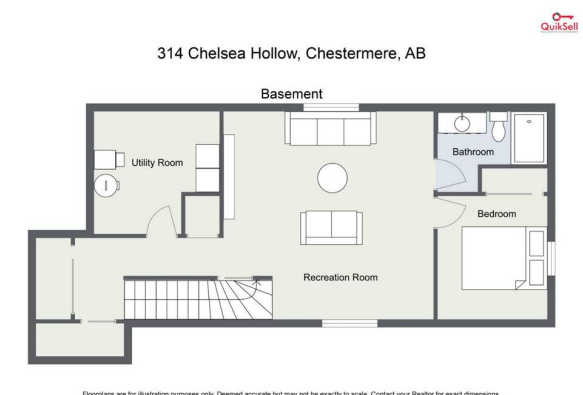 QuikSell
314 Chelsea Hollow, Chestermere, AB
Basement
Utility Room
Bathroom
Bedroom
Recreation Room
Floorplans are for illustration purposes only. Deemed accurate but may not be exactly to scale. Contact your Realtor for exact dimensions.